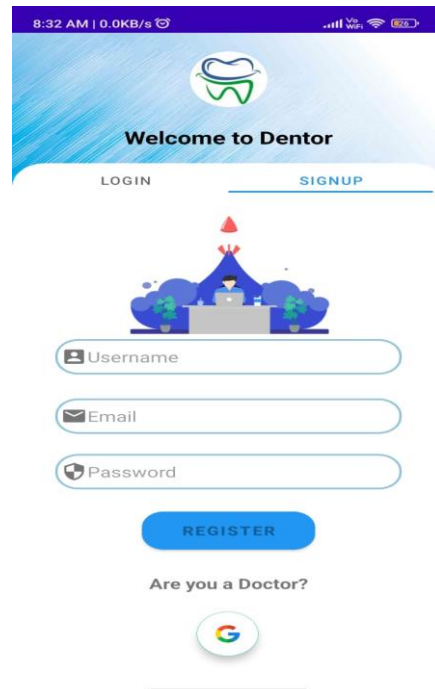 8:32 AM | 0.0KB/s
Vo
WiFi
26
Welcome to Dentor
LOGIN
SIGNUP
Username
Email
Password
REGISTER
Are you a Doctor?
G